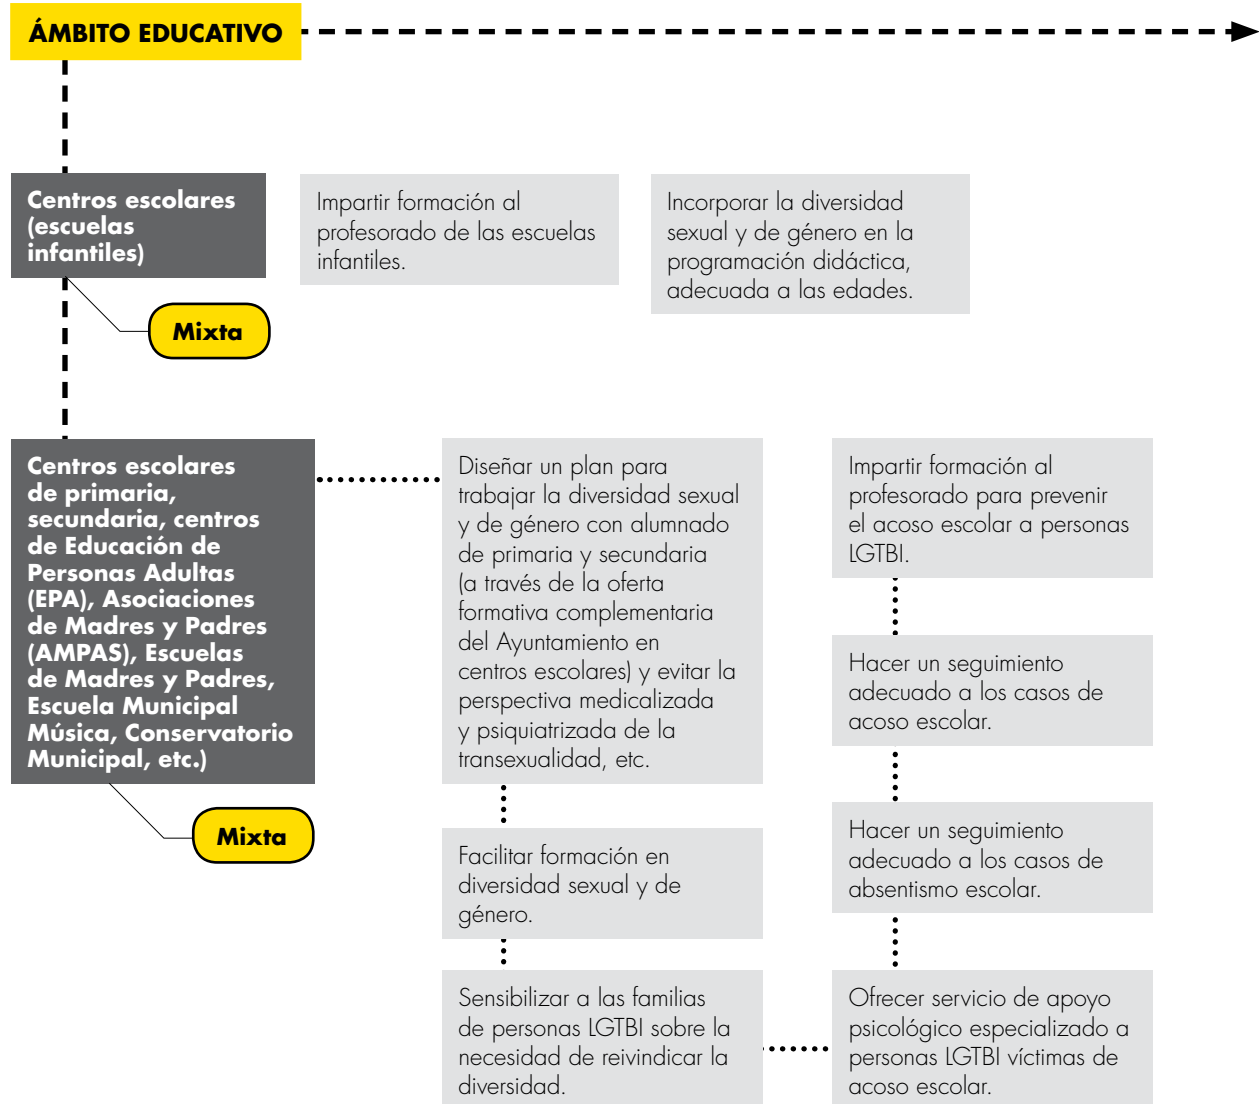 ÁMBITO EDUCATIVO
Centros escolares
(escuelas
infantiles)
Mixta
Impartir formación al
profesorado de las escuelas
infantiles.
Incorporar la diversidad
sexual y de género en la
programación didáctica,
adecuada a las edades.
Centros escolares
de primaria,
secundaria, centros
de Educación de
Personas Adultas
(EPA), Asociaciones
de Madres y Padres
(AMPAS), Escuelas
de Madres y Padres,
Escuela Municipal
Música, Conservatorio
Municipal, etc.)
Mixta
Diseñar un plan para
trabajar la diversidad sexual
y de género con alumnado
de primaria y secundaria
(a través de la oferta
formativa complementaria
del Ayuntamiento en
centros escolares) y evitar la
perspectiva medicalizada
y psiquiatrizada de la
transexualidad, etc.
Facilitar formación en
diversidad sexual y de
género.
Sensibilizar a las familias
de personas LGTBI sobre la
necesidad de reivindicar la
diversidad.
Impartir formación al
profesorado para prevenir
el acoso escolar a personas
LGTBI.
Hacer un seguimiento
adecuado a los casos de
acoso escolar.
Hacer un seguimiento
adecuado a los casos de
absentismo escolar.
Ofrecer servicio de apoyo
psicológico especializado a
personas LGTBI víctimas de
acoso escolar.